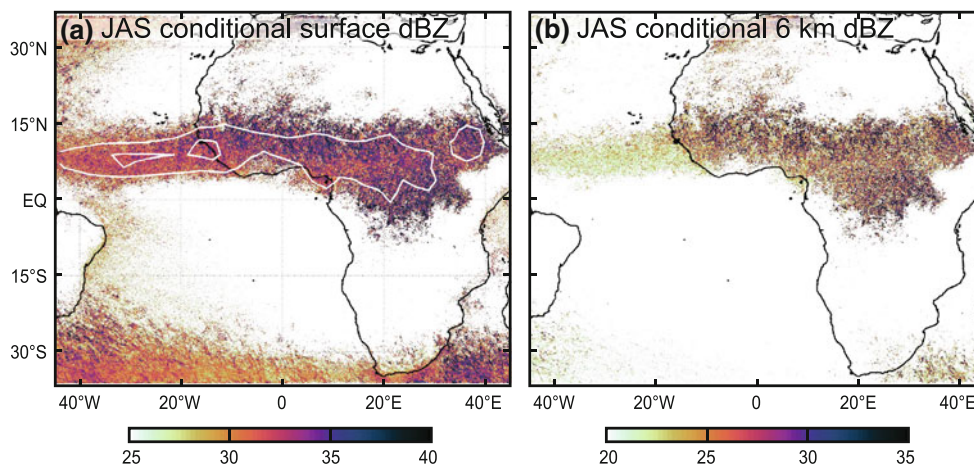 (a) JAS conditional surface dBZ
(b) JAS conditional 6 km dBZ
30°N
15°N
EQ
15°S
30°S
40°W 20°W 0 20°E 40°E
40°W 20°W 0 20°E 40°E
25 30 35 40
20 25 30 35